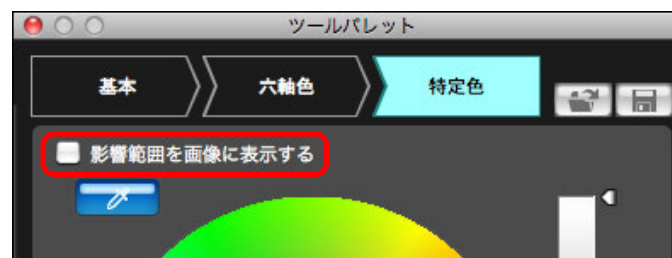 ツールパレット
基本 六軸色 特定色
影響範囲を画像に表示する